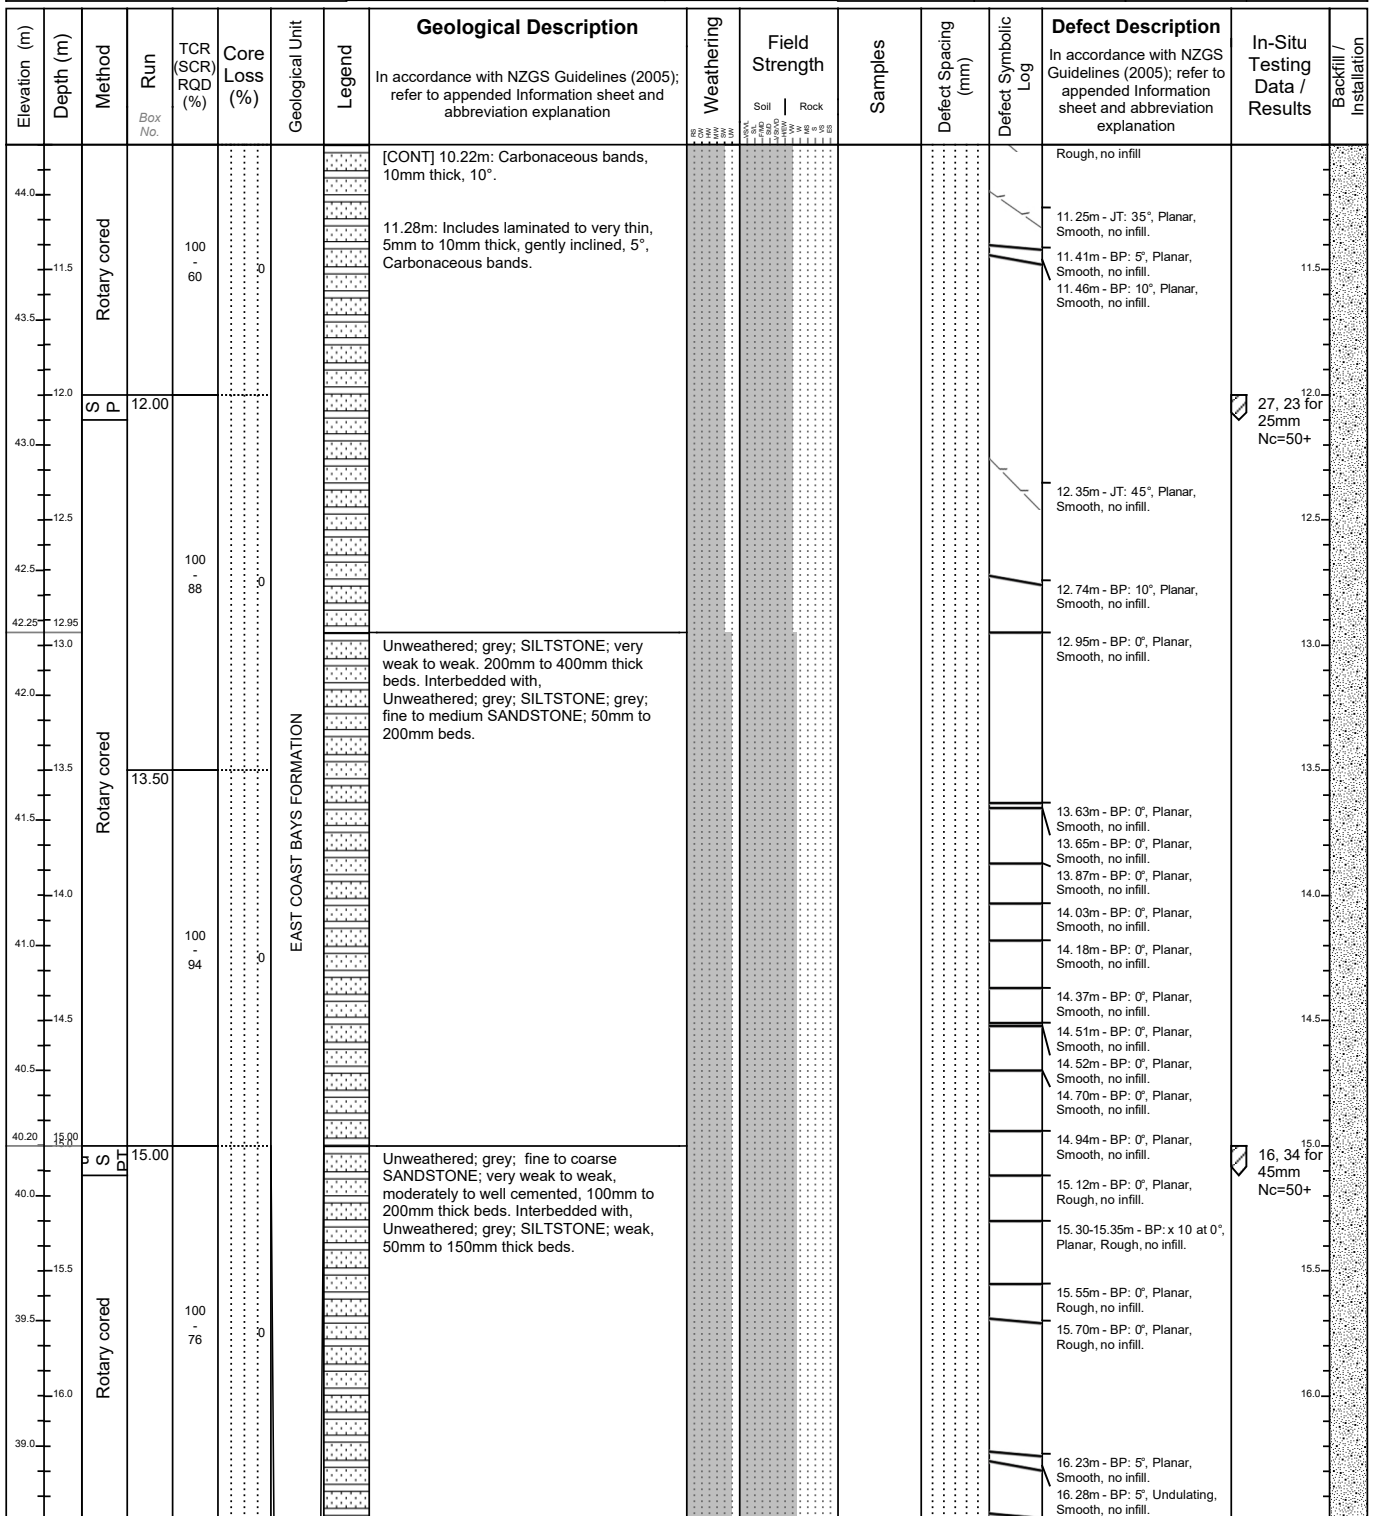 Elevation (m)
Depth (m)
Method
Run
Box
No.
TCR
(SCR)
RQD
(%)
Core
Loss
(%)
Geological Unit
Legend
Geological Description
In accordance with NZGS Guidelines (2005);
refer to appended Information sheet and
abbreviation explanation
Weathering
RS
CW
HW
MW
SW
UW
Field
Strength
Soil
Rock
VS/VL
S/L
F/MD
St/D
VSt/VD
H/EW
VW
W
MS
S
VS
ES
Samples
Defect Spacing
(mm)
Defect Symbolic
Log
Defect Description
In accordance with NZGS
Guidelines (2005); refer to
appended Information
sheet and abbreviation
explanation
In-Situ
Testing
Data /
Results
Backfill /
Installation
44.0
43.5
43.0
42.5
42.25
42.0
41.5
41.0
40.5
40.20
40.0
39.5
39.0
11.5
12.0
12.5
12.95
13.0
13.5
14.0
14.5
15.00
15.0
15.5
16.0
Rotary cored
S P
Rotary cored
S PT
Rotary cored
12.00
13.50
15.00
100
-
60
100
-
88
100
-
94
100
-
76
0
0
0
0
EAST COAST BAYS FORMATION
[CONT] 10.22m: Carbonaceous bands,
10mm thick, 10°.
11.28m: Includes laminated to very thin,
5mm to 10mm thick, gently inclined, 5°,
Carbonaceous bands.
Unweathered; grey; SILTSTONE; very
weak to weak. 200mm to 400mm thick
beds. Interbedded with,
Unweathered; grey; SILTSTONE; grey;
fine to medium SANDSTONE; 50mm to
200mm beds.
Unweathered; grey; fine to coarse
SANDSTONE; very weak to weak,
moderately to well cemented, 100mm to
200mm thick beds. Interbedded with,
Unweathered; grey; SILTSTONE; weak,
50mm to 150mm thick beds.
Rough, no infill
11.25m - JT: 35°, Planar,
Smooth, no infill.
11.41m - BP: 5°, Planar,
Smooth, no infill.
11.46m - BP: 10°, Planar,
Smooth, no infill.
12.35m - JT: 45°, Planar,
Smooth, no infill.
12.74m - BP: 10°, Planar,
Smooth, no infill.
12.95m - BP: 0°, Planar,
Smooth, no infill.
13.63m - BP: 0°, Planar,
Smooth, no infill.
13.65m - BP: 0°, Planar,
Smooth, no infill.
13.87m - BP: 0°, Planar,
Smooth, no infill.
14.03m - BP: 0°, Planar,
Smooth, no infill.
14.18m - BP: 0°, Planar,
Smooth, no infill.
14.37m - BP: 0°, Planar,
Smooth, no infill.
14.51m - BP: 0°, Planar,
Smooth, no infill.
14.52m - BP: 0°, Planar,
Smooth, no infill.
14.70m - BP: 0°, Planar,
Smooth, no infill.
14.94m - BP: 0°, Planar,
Smooth, no infill.
15.12m - BP: 0°, Planar,
Rough, no infill.
15.30-15.35m - BP: x 10 at 0°,
Planar, Rough, no infill.
15.55m - BP: 0°, Planar,
Rough, no infill.
15.70m - BP: 0°, Planar,
Rough, no infill.
16.23m - BP: 5°, Planar,
Smooth, no infill.
16.28m - BP: 5°, Undulating,
Smooth, no infill.
11.5
12.0
12.5
13.0
13.5
14.0
14.5
15.0
15.5
16.0
27, 23 for
25mm
Nc=50+
16, 34 for
45mm
Nc=50+